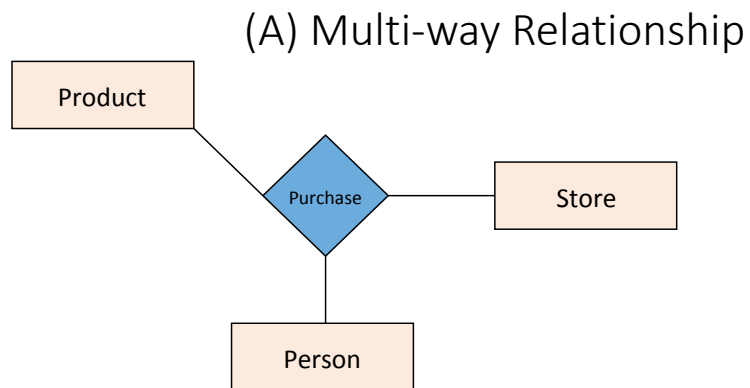 (A) Multi-way Relationship
Product
Purchase
Store
Person